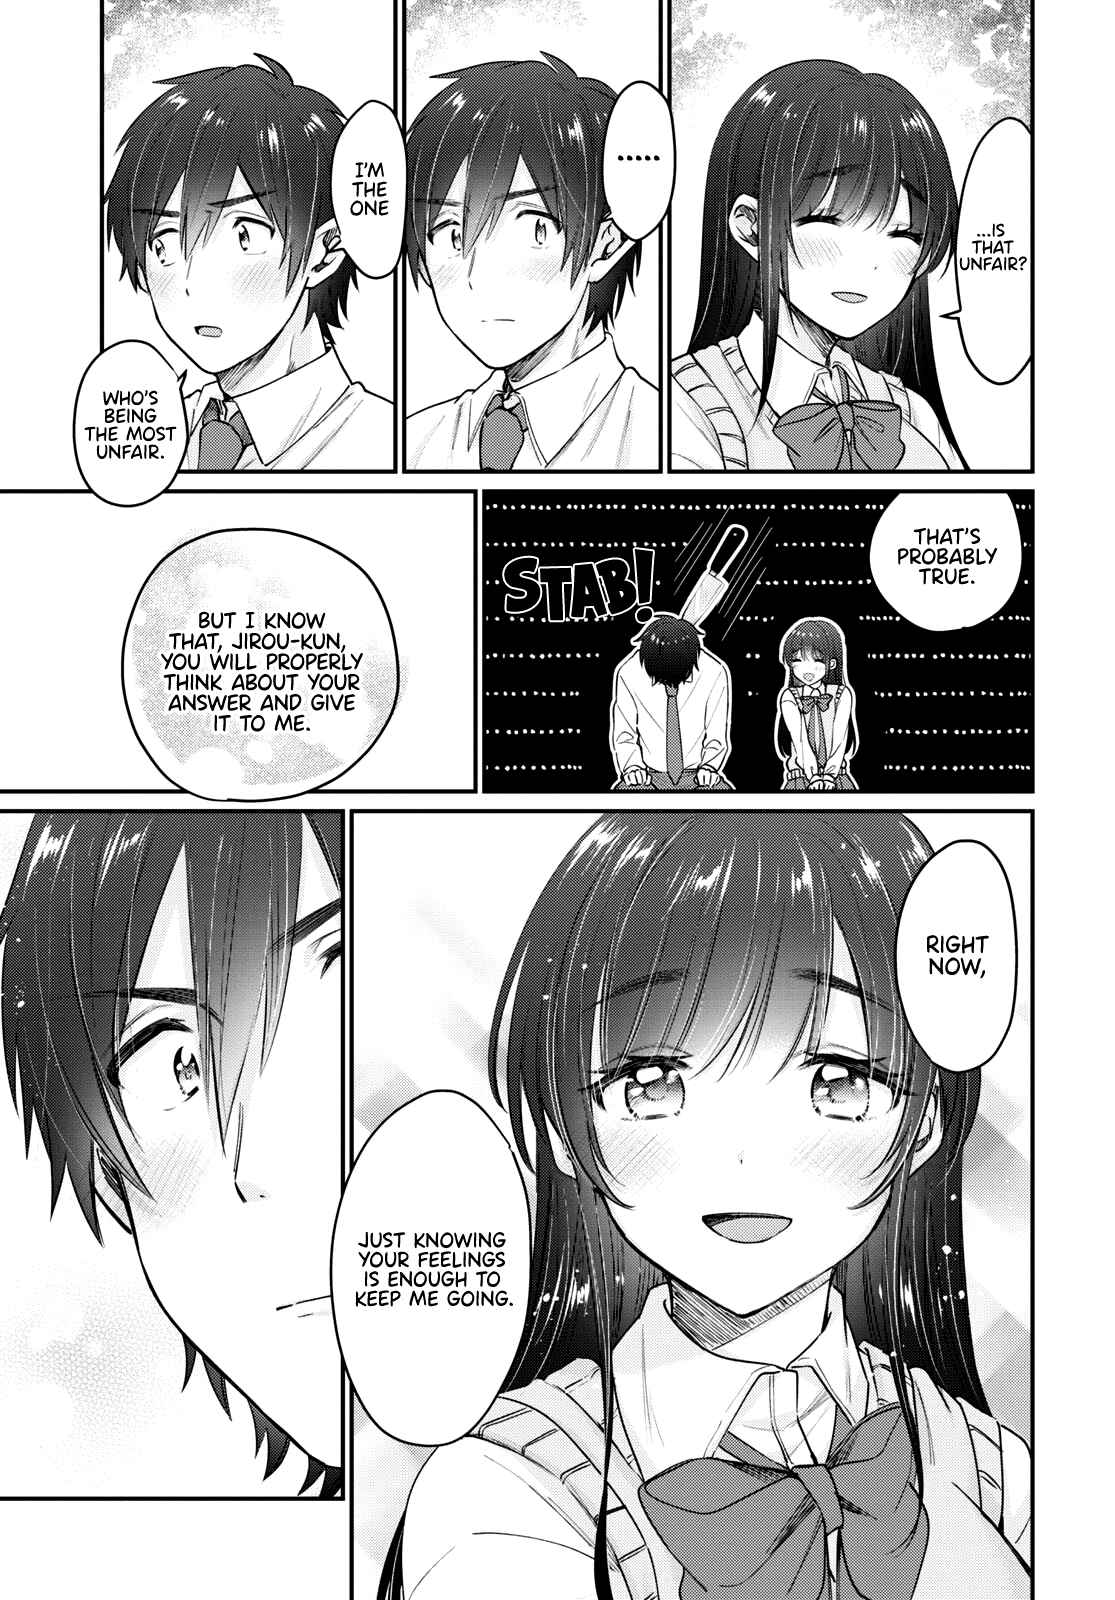 ...IS
THAT
UNFAIR?
.....
I'M
THE
ONE
WHO'S
BEING
THE MOST
UNFAIR.
THAT'S
PROBABLY
TRUE.
STAB!
BUT I KNOW
THAT, JIROU-KUN,
YOU WILL PROPERLY
THINK ABOUT YOUR
ANSWER AND GIVE
IT TO ME.
RIGHT
NOW,
JUST KNOWING
YOUR FEELINGS
IS ENOUGH TO
KEEP ME GOING.